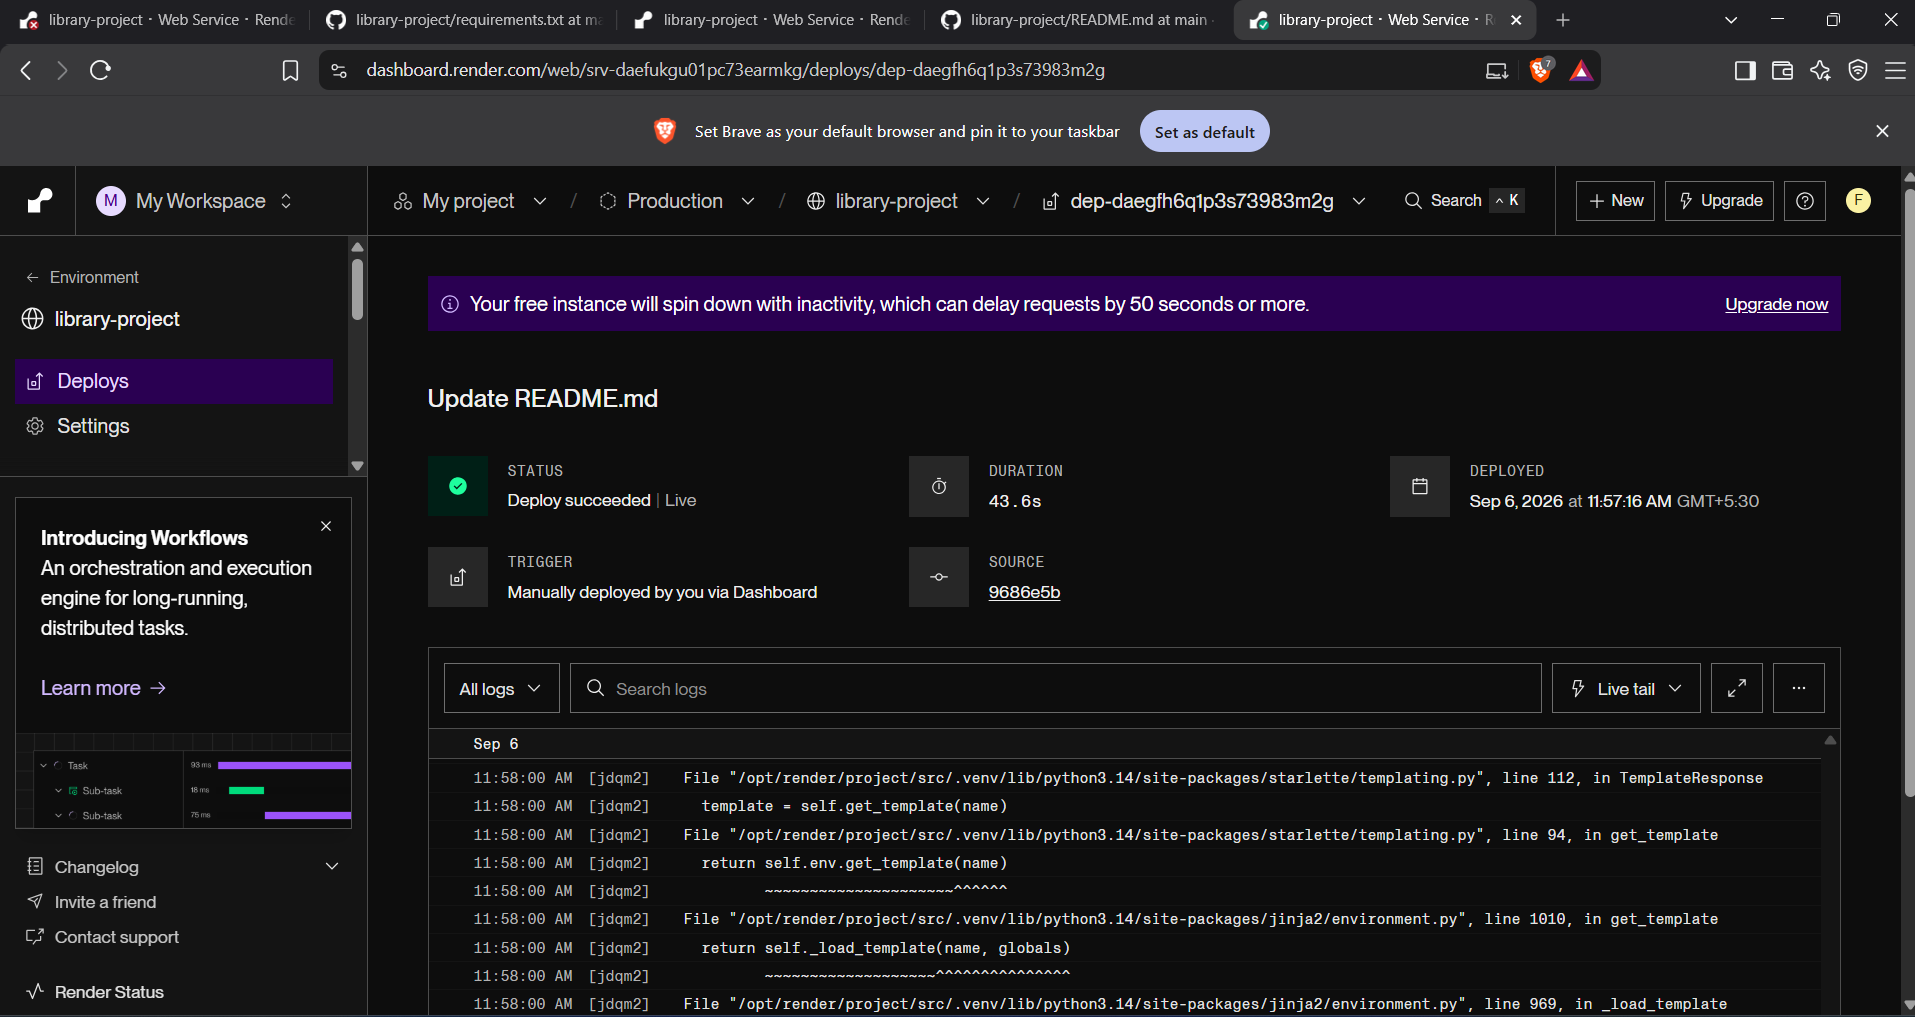 library-project · Web Service · Rende
library-project/requirements.txt at ma
library-project · Web Service · Rende
library-project/README.md at main ·
library-project · Web Service · R
dashboard.render.com/web/srv-daefukgu01pc73earmkg/deploys/dep-daegfh6q1p3s73983m2g
7
Set Brave as your default browser and pin it to your taskbar
Set as default
M
My Workspace
My project
/
Production
/
library-project
/
dep-daegfh6q1p3s73983m2g
Search
^ K
+ New
Upgrade
F
← Environment
library-project
Deploys
Settings
Introducing Workflows
An orchestration and execution
engine for long-running,
distributed tasks.
Learn more →
Task
93 ms
Sub-task
18 ms
Sub-task
75 ms
Changelog
Invite a friend
Contact support
Render Status
Your free instance will spin down with inactivity, which can delay requests by 50 seconds or more.
Upgrade now
Update README.md
STATUS
Deploy succeeded | Live
DURATION
43.6s
DEPLOYED
Sep 6, 2026 at 11:57:16 AM GMT+5:30
TRIGGER
Manually deployed by you via Dashboard
SOURCE
9686e5b
All logs
Search logs
Live tail
...
Sep 6
11:58:00 AM [jdqm2] File "/opt/render/project/src/.venv/lib/python3.14/site-packages/starlette/templating.py", line 112, in TemplateResponse
11:58:00 AM [jdqm2] template = self.get_template(name)
11:58:00 AM [jdqm2] File "/opt/render/project/src/.venv/lib/python3.14/site-packages/starlette/templating.py", line 94, in get_template
11:58:00 AM [jdqm2] return self.env.get_template(name)
11:58:00 AM [jdqm2] ~~~~~~~~~~~~~~~~~~~~~^^^^^^
11:58:00 AM [jdqm2] File "/opt/render/project/src/.venv/lib/python3.14/site-packages/jinja2/environment.py", line 1010, in get_template
11:58:00 AM [jdqm2] return self._load_template(name, globals)
11:58:00 AM [jdqm2] ~~~~~~~~~~~~~~~~~~~^^^^^^^^^^^^^^^
11:58:00 AM [jdqm2] File "/opt/render/project/src/.venv/lib/python3.14/site-packages/jinja2/environment.py", line 969, in _load_template